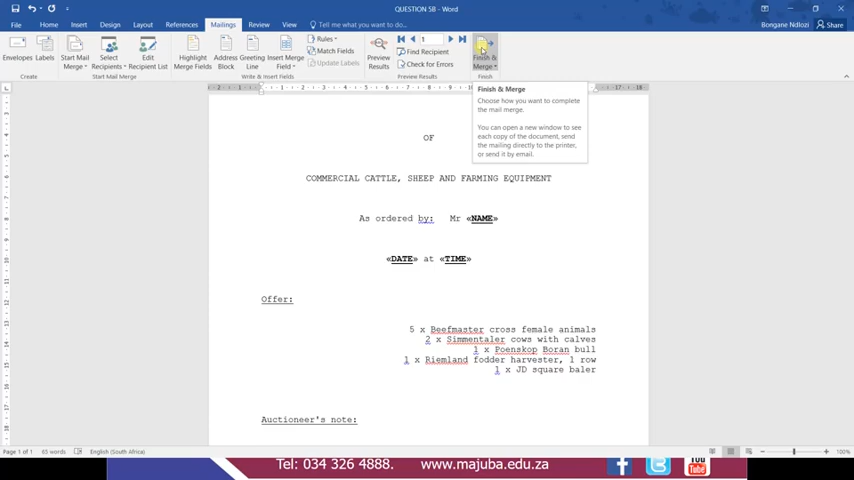 QUESTION 5B - Word
Bongane Ndlozi
Share
File Home Insert Design Layout References Mailings Review View Tell me what you want to do...
Envelopes Labels
Start Mail Merge
Select Recipients
Edit Recipient List
Highlight Merge Fields
Address Block
Greeting Line
Insert Merge Field
Rules
Match Fields
Update Labels
Preview Results
1
Find Recipient
Check for Errors
Finish & Merge
Create Start Mail Merge Write & Insert Fields Preview Results Finish
Finish & Merge
Choose how you want to complete
the mail merge.
You can open a new window to see
each copy of the document, send
the mailing directly to the printer,
or send it by email.
OF
COMMERCIAL CATTLE, SHEEP AND FARMING EQUIPMENT
As ordered by: Mr «NAME»
«DATE» at «TIME»
Offer:
5 x Beefmaster cross female animals
2 x Simmentaler cows with calves
1 x Poenskop Boran bull
1 x Riemland fodder harvester, 1 row
1 x JD square baler
Auctioneer's note:
Page 1 of 1 63 words English (South Africa) 100%
Tel: 034 326 4888. www.majuba.edu.za
You Tube